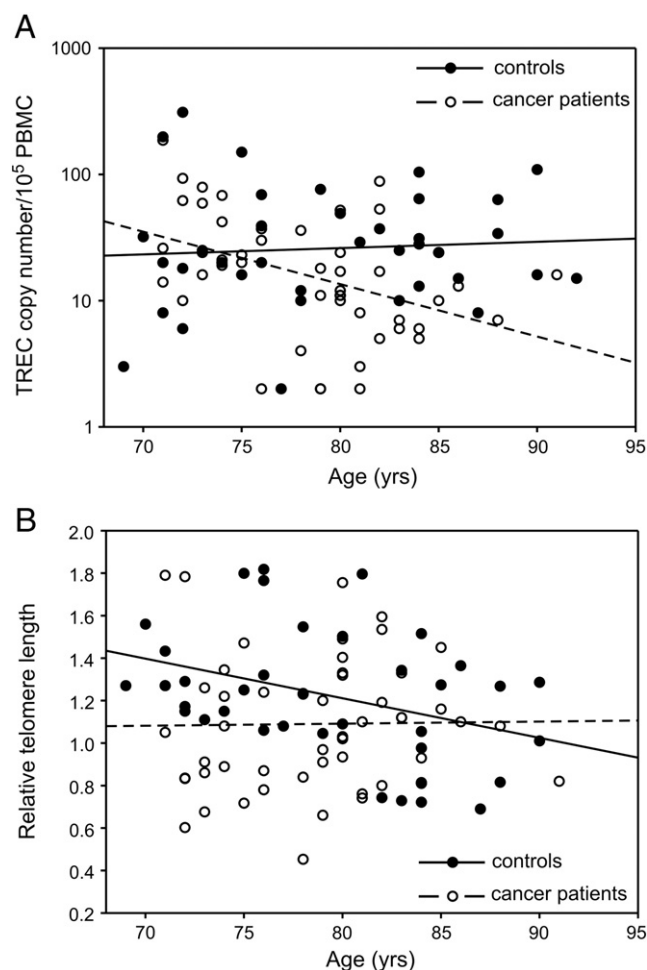 A
1000
100
10
1
TREC copy number/10⁵ PBMC
controls
cancer patients
70 75 80 85 90 95
Age (yrs)
B
2.0
1.8
1.6
1.4
1.2
1.0
0.8
0.6
0.4
0.2
Relative telomere length
controls
cancer patients
70 75 80 85 90 95
Age (yrs)